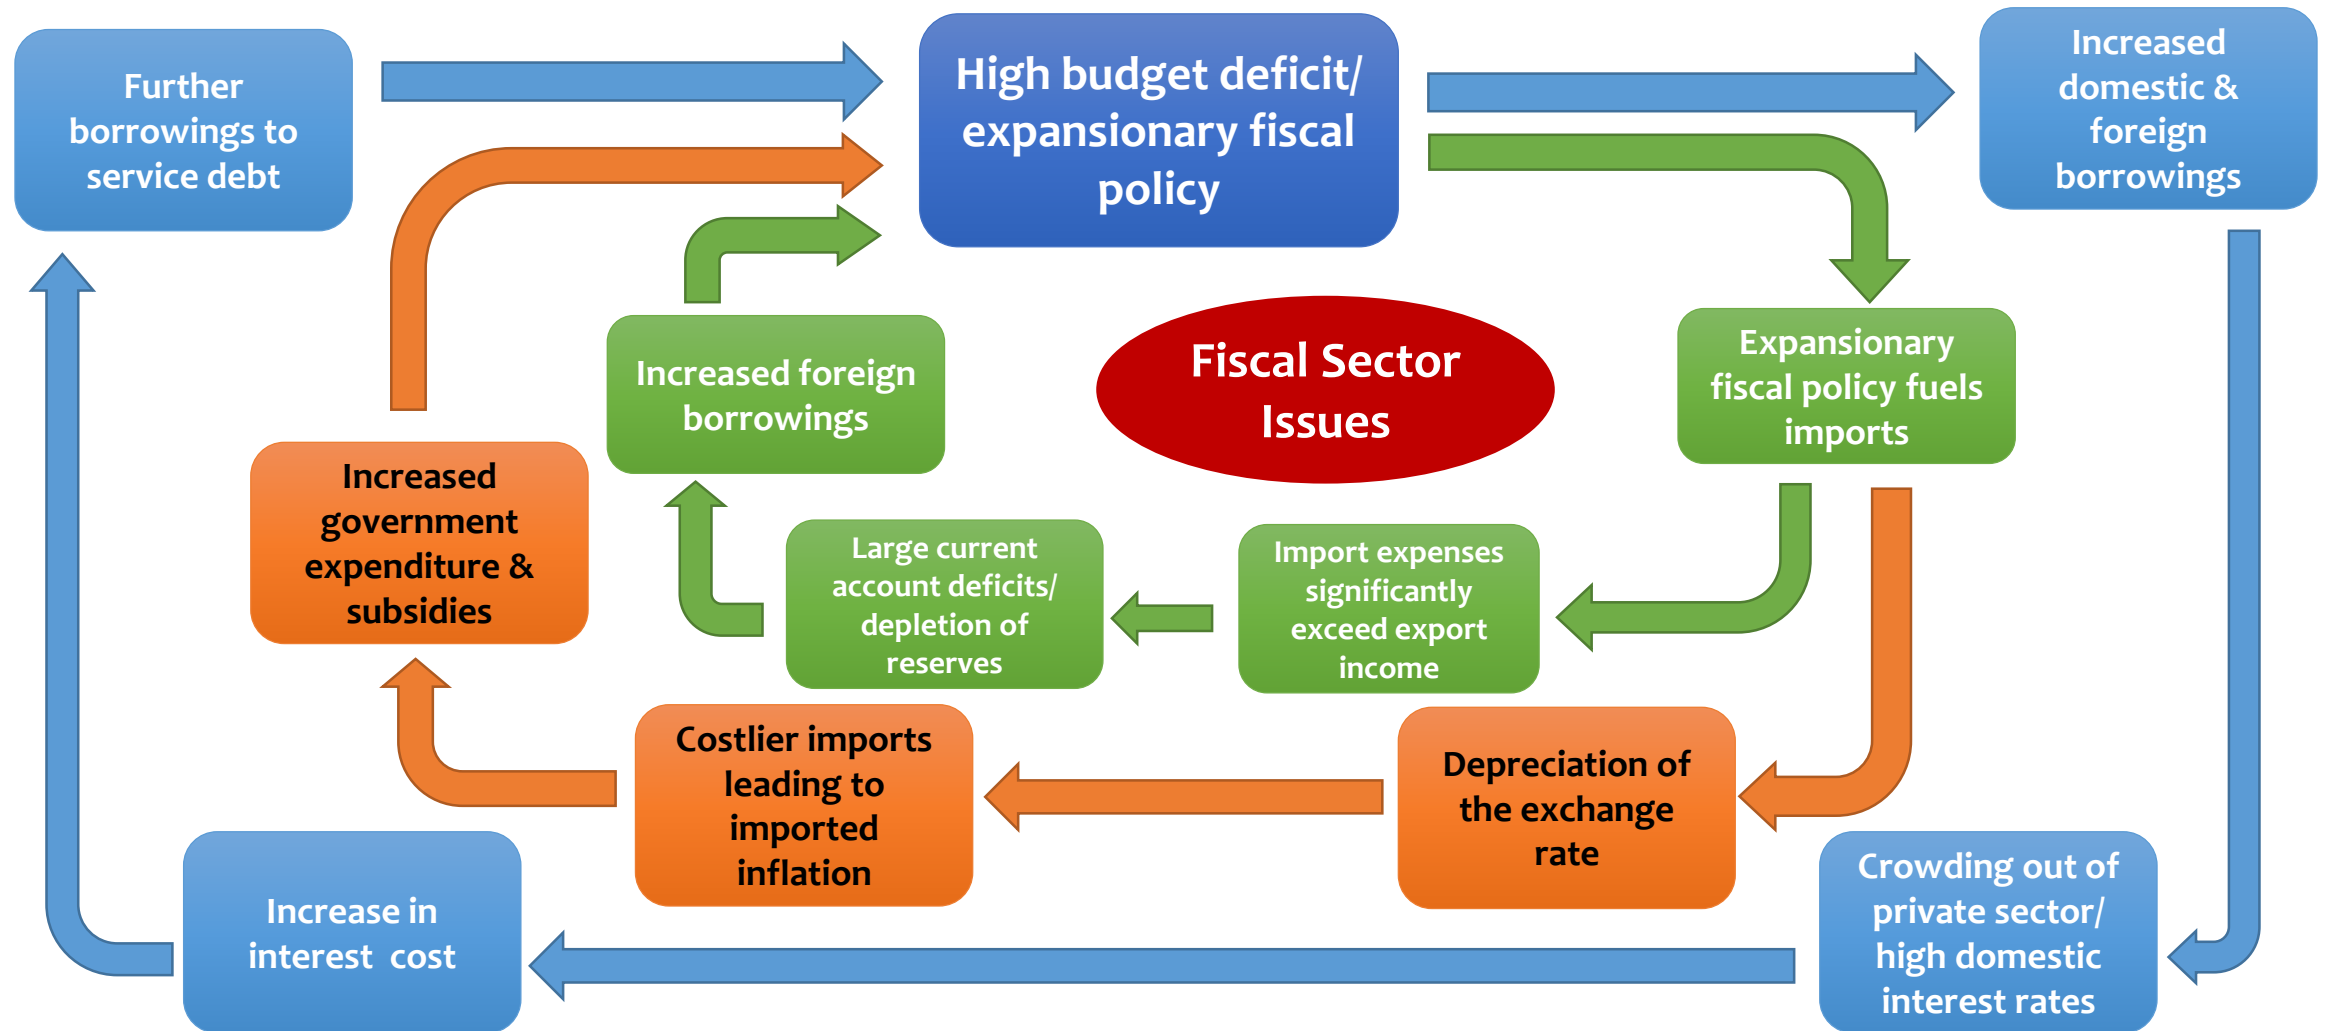 Further
borrowings to
service debt
High budget deficit/
expansionary fiscal
policy
Increased
domestic &
foreign
borrowings
Increased foreign
borrowings
Fiscal Sector
Issues
Expansionary
fiscal policy fuels
imports
Increased
government
expenditure &
subsidies
Large current
account deficits/
depletion of
reserves
Import expenses
significantly
exceed export
income
Costlier imports
leading to
imported
inflation
Depreciation of
the exchange
rate
Increase in
interest  cost
Crowding out of
private sector/
high domestic
interest rates